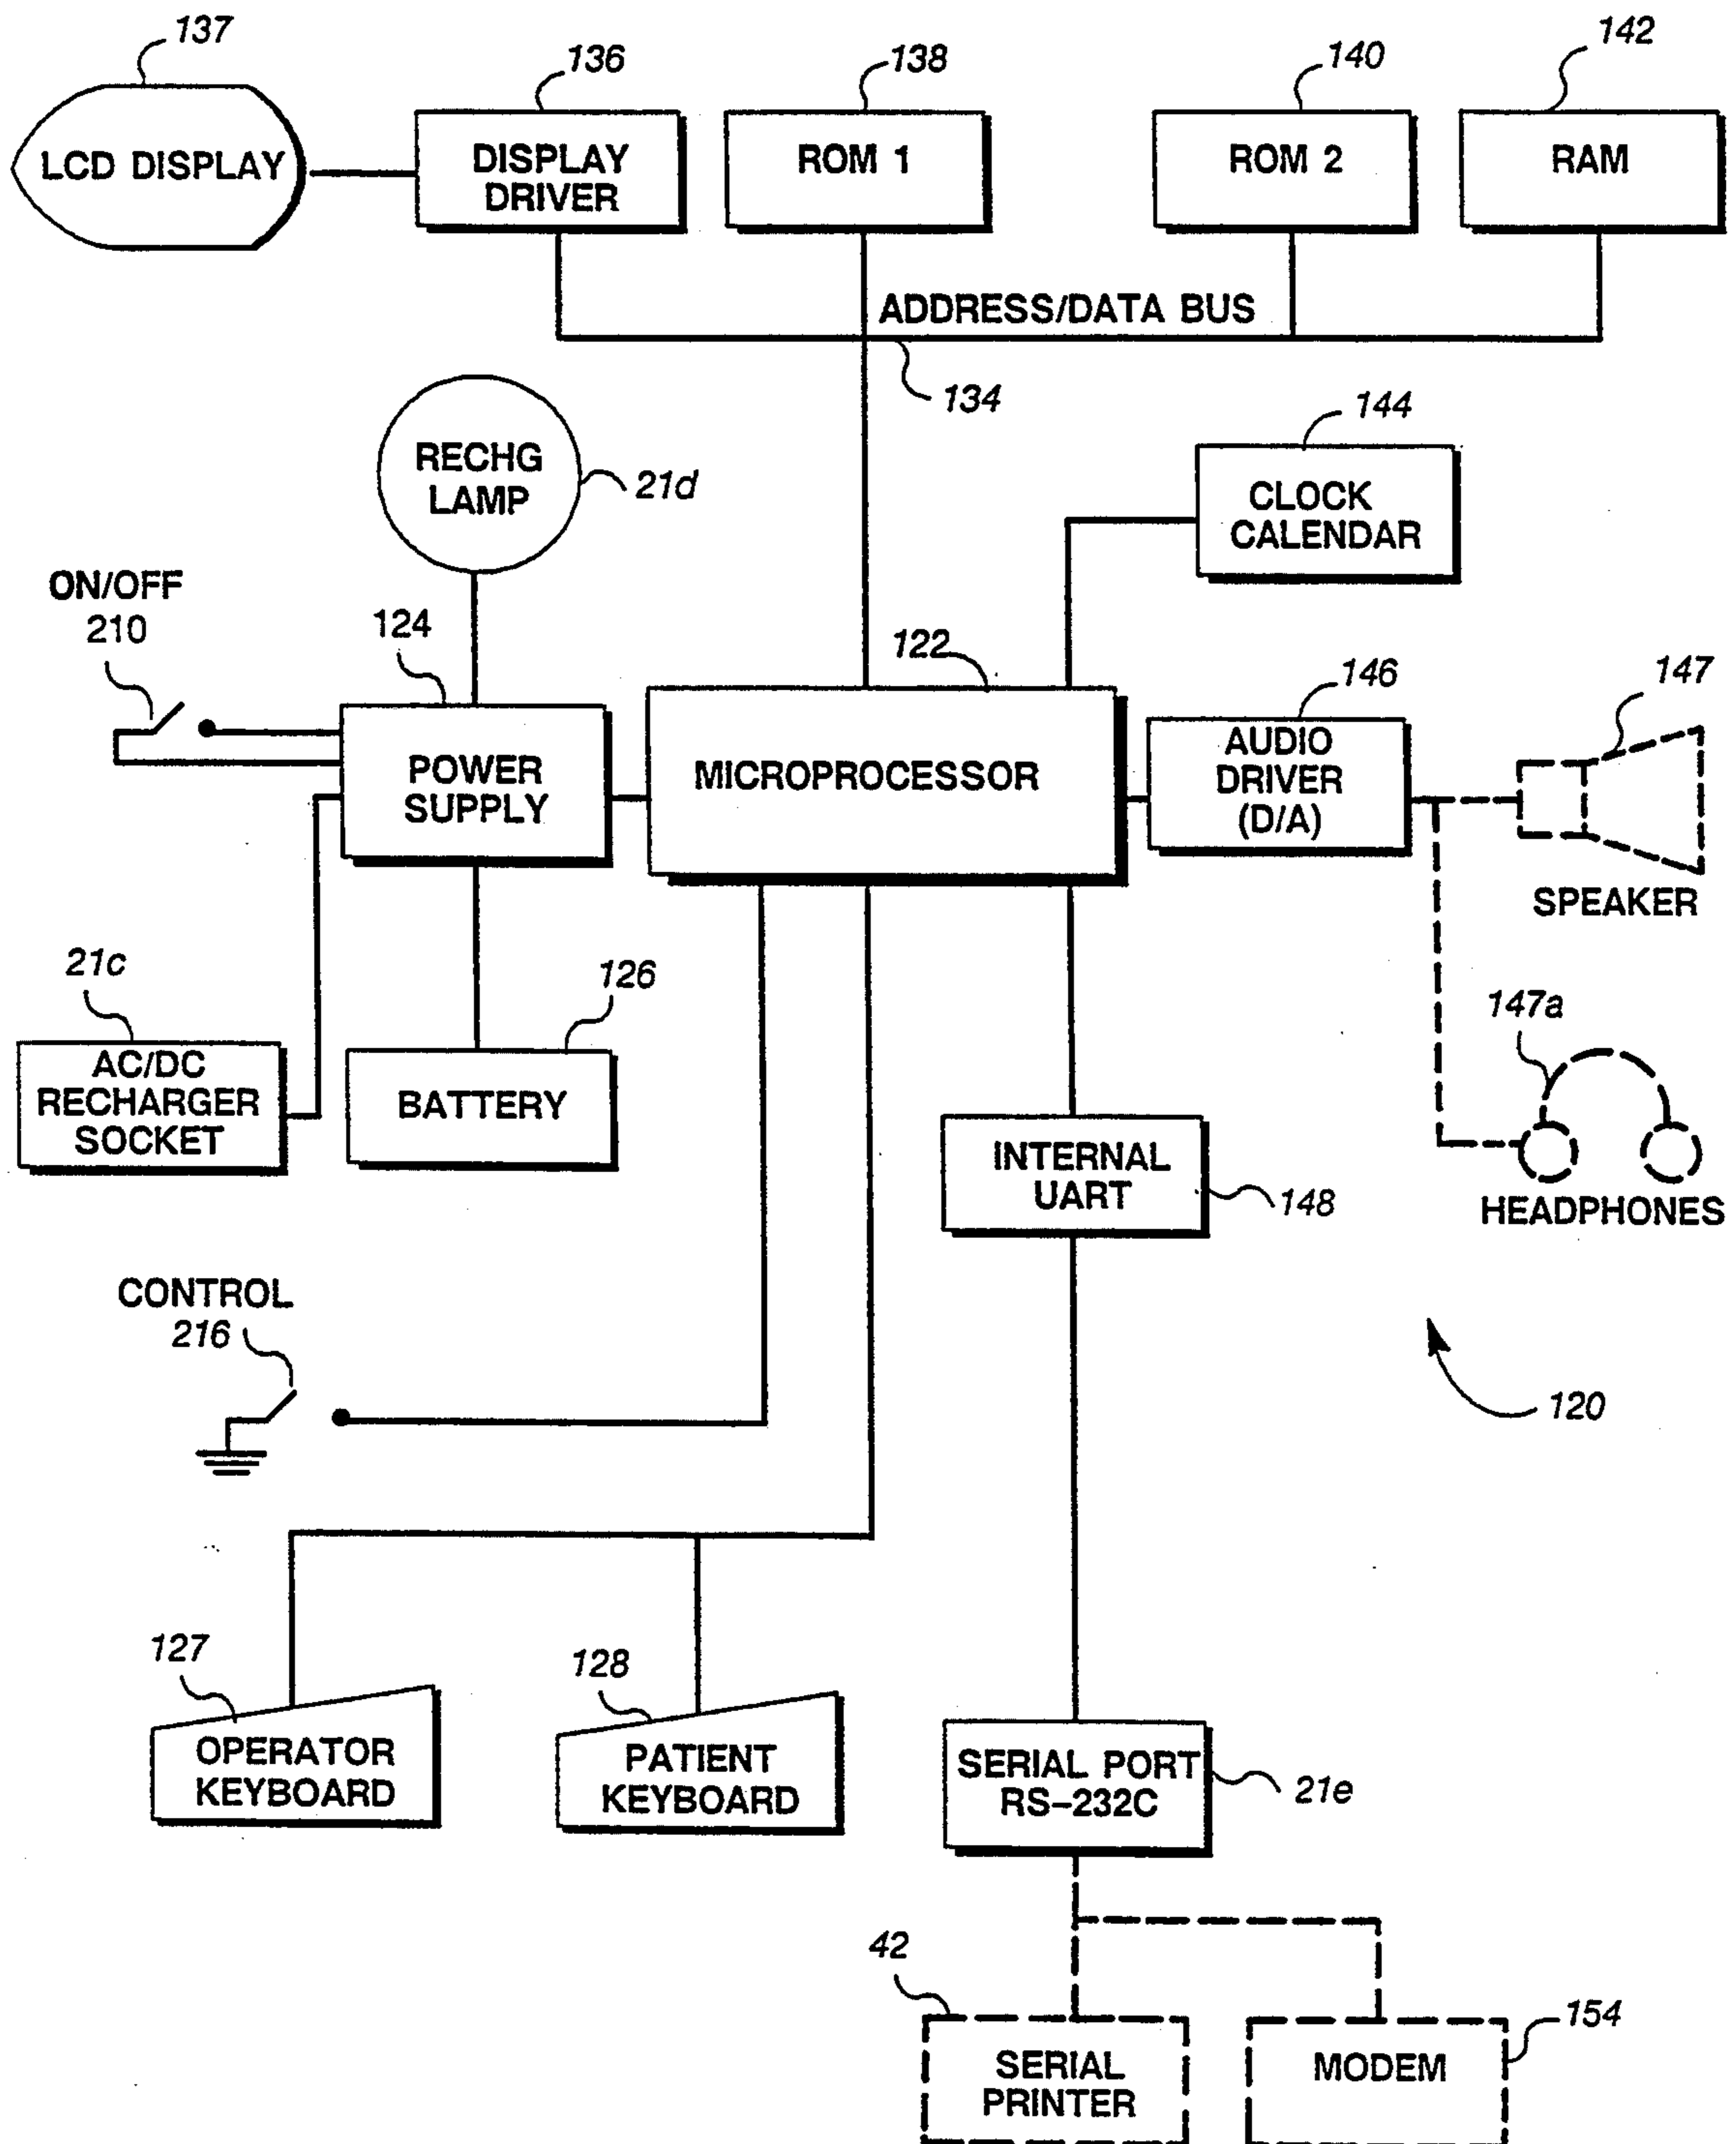 137
136
138
140
142
LCD DISPLAY
DISPLAY
DRIVER
ROM 1
ROM 2
RAM
ADDRESS/DATA BUS
134
144
RECHG
LAMP
21d
CLOCK
CALENDAR
ON/OFF
210
124
122
146
147
POWER
SUPPLY
MICROPROCESSOR
AUDIO
DRIVER
(D/A)
SPEAKER
21c
126
147a
AC/DC
RECHARGER
SOCKET
BATTERY
INTERNAL
UART
148
HEADPHONES
CONTROL
216
120
127
128
OPERATOR
KEYBOARD
PATIENT
KEYBOARD
SERIAL PORT
RS-232C
21e
42
154
SERIAL
PRINTER
MODEM